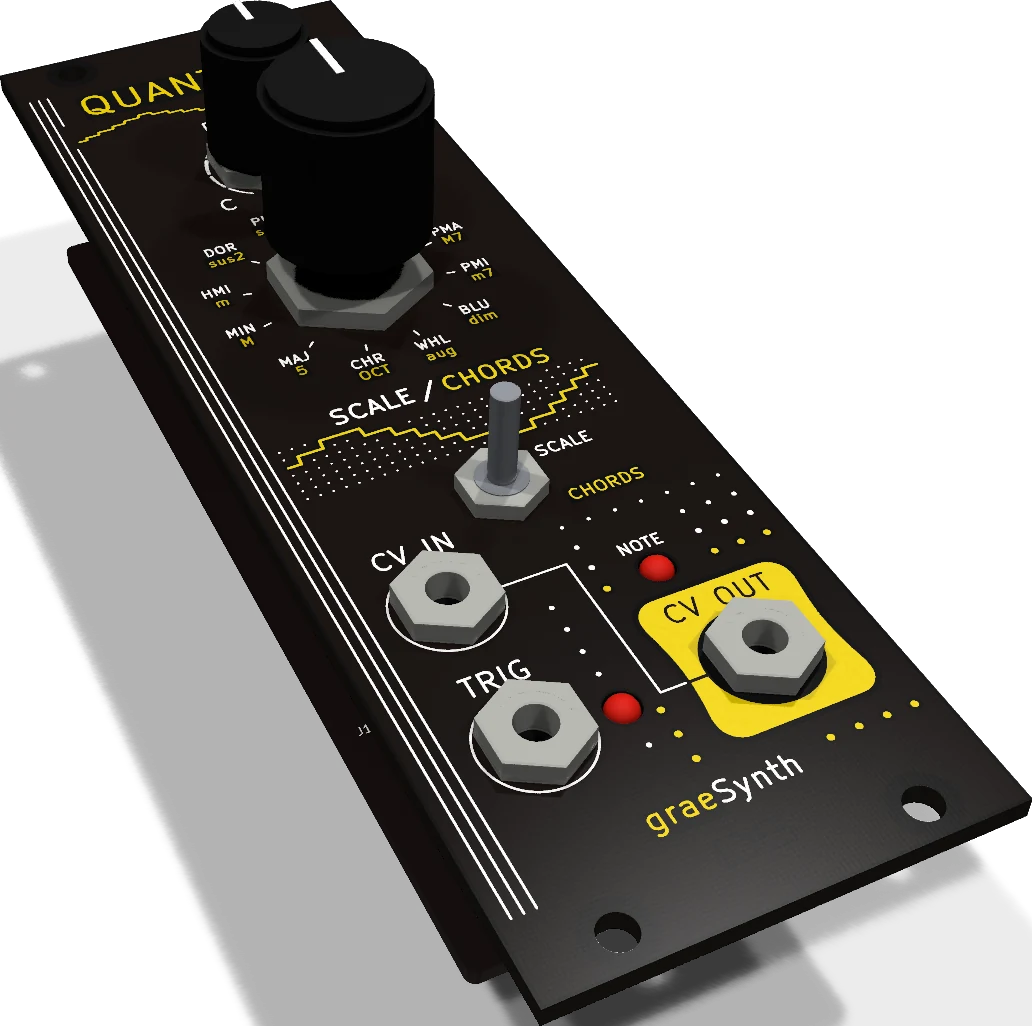 QUANT
C
DOR
sus2
HMI
m
MIN
M
MAJ
5
CHR
OCT
WHL
aug
BLU
dim
PMI
m7
PMA
M7
SCALE / CHORDS
SCALE
CHORDS
CV IN
NOTE
CV OUT
TRIG
J1
graeSynth